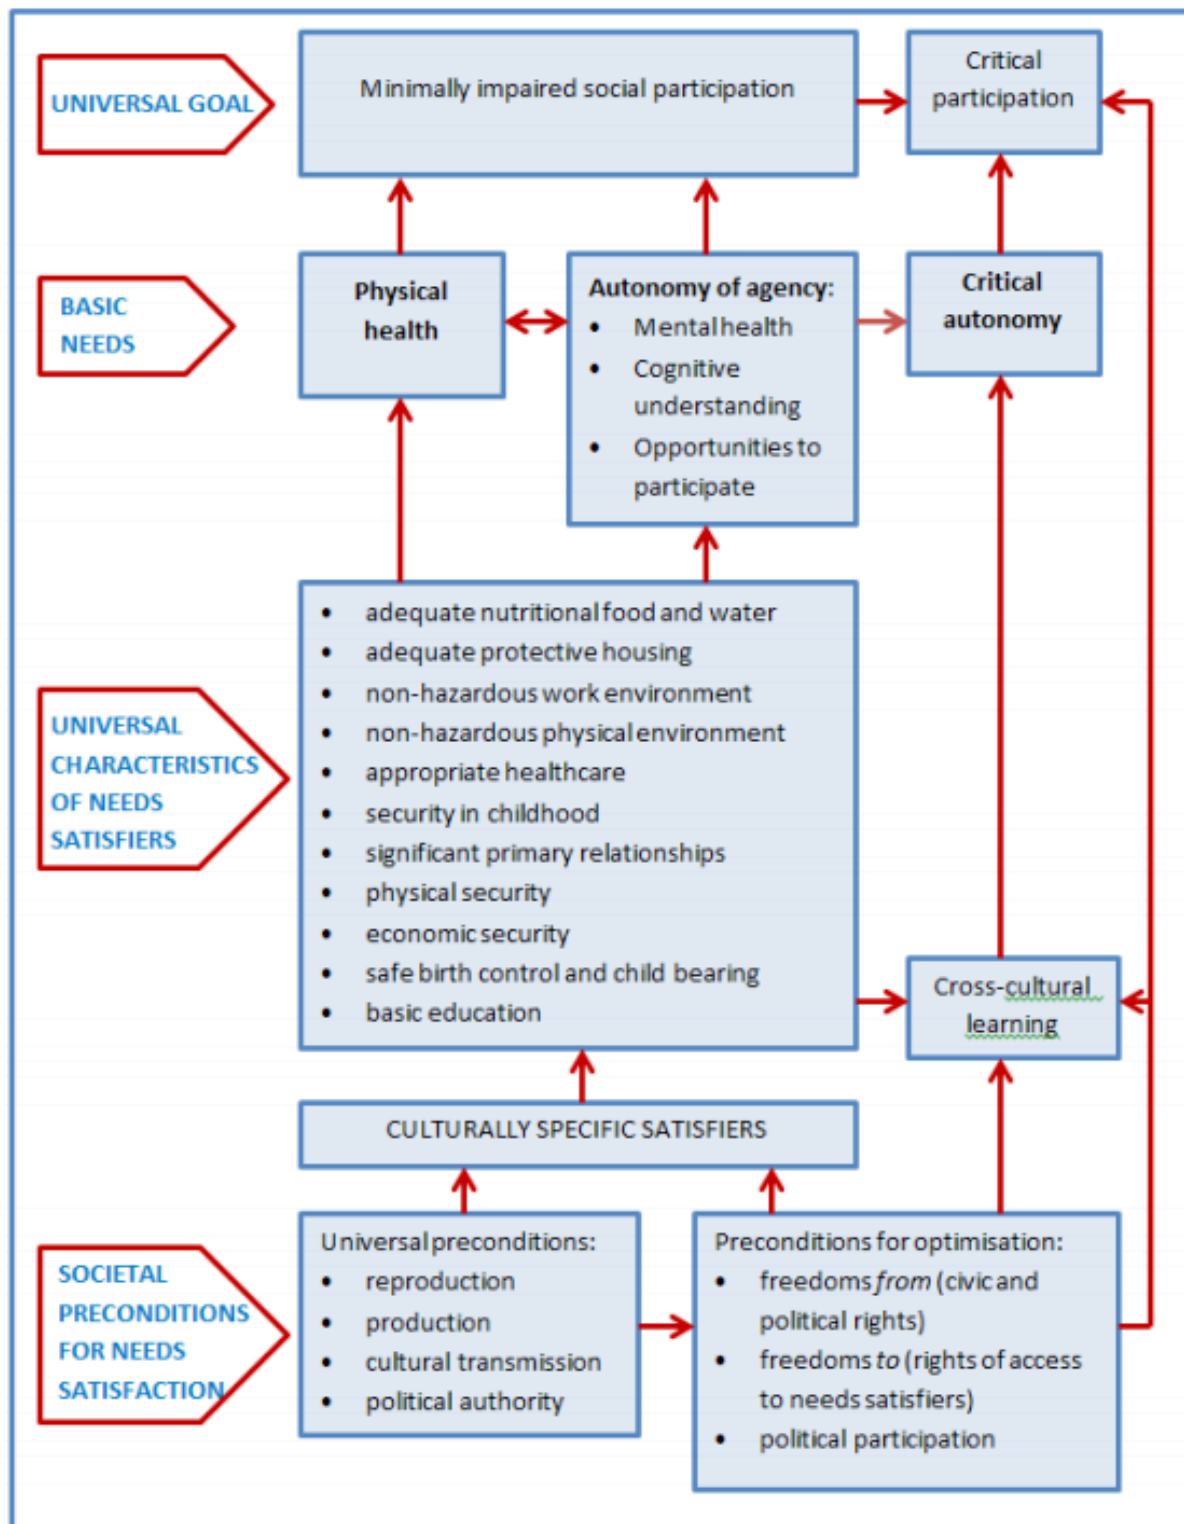 UNIVERSAL GOAL
Minimally impaired social participation
Critical
participation
BASIC
NEEDS
Physical
health
Autonomy of agency:
• Mental health
• Cognitive
understanding
• Opportunities to
participate
Critical
autonomy
UNIVERSAL
CHARACTERISTICS
OF NEEDS
SATISFIERS
• adequate nutritional food and water
• adequate protective housing
• non-hazardous work environment
• non-hazardous physical environment
• appropriate healthcare
• security in childhood
• significant primary relationships
• physical security
• economic security
• safe birth control and child bearing
• basic education
Cross-cultural
learning
CULTURALLY SPECIFIC SATISFIERS
SOCIETAL
PRECONDITIONS
FOR NEEDS
SATISFACTION
Universal preconditions:
• reproduction
• production
• cultural transmission
• political authority
Preconditions for optimisation:
• freedoms from (civic and
political rights)
• freedoms to (rights of access
to needs satisfiers)
• political participation